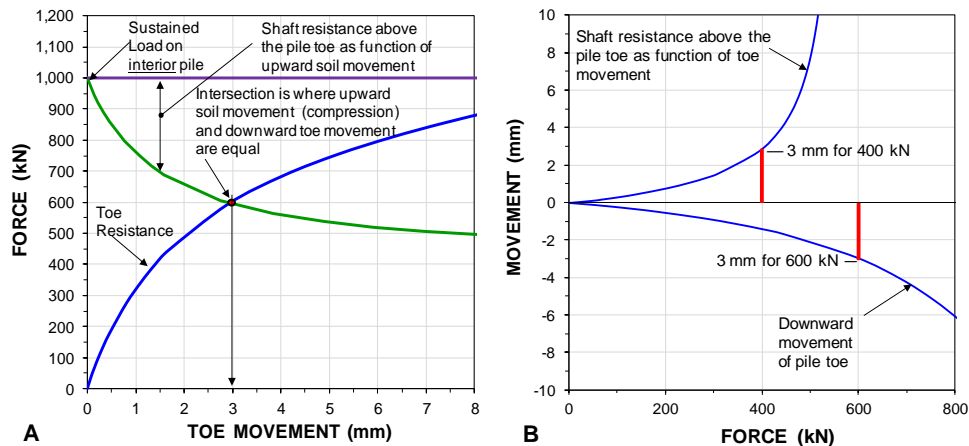 1,100
1,000
900
800
700
600
500
400
300
200
100
0
FORCE (kN)
Sustained
Load on
interior pile
Shaft resistance above
the pile toe as function of
upward soil movement
Intersection is where upward
soil movement (compression)
and downward toe movement
are equal
Toe
Resistance
0 1 2 3 4 5 6 7 8
TOE MOVEMENT (mm)
A
10
8
6
4
2
0
-2
-4
-6
-8
-10
MOVEMENT (mm)
Shaft resistance above
the pile toe as function of toe
movement
3 mm for 400 kN
3 mm for 600 kN
Downward
movement
of pile toe
0 200 400 600 800
FORCE (kN)
B